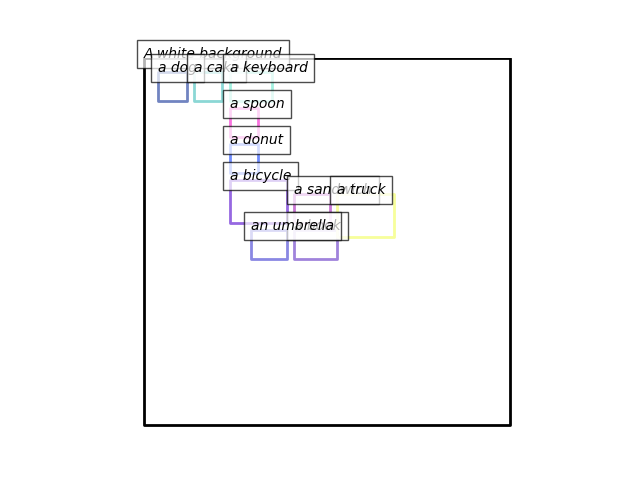 A white background
a dog
a cake
a keyboard
a spoon
a donut
a bicycle
a sandwich
a truck
an umbrella